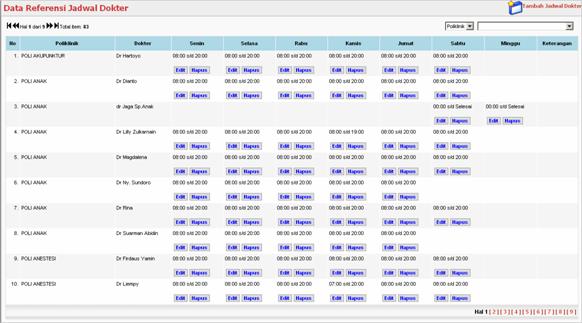 Data Referensi Jadwal Dokter
Tambah Jadwal Dokter
Hal 1 dari 9 Total item: 83
Poliklinik
No Poliklinik Dokter Senin Selasa Rabu Kamis Jumat Sabtu Minggu Keterangan
1. POLI AKUPUNKTUR Dr Hartoyo 08:00 s/d 20:00 08:00 s/d 20:00 08:00 s/d 20:00 08:00 s/d 20:00 08:00 s/d 20:00 08:00 s/d 20:00
Edit Hapus Edit Hapus Edit Hapus Edit Hapus Edit Hapus Edit Hapus
2. POLI ANAK Dr Dianto 08:00 s/d 20:00 08:00 s/d 20:00 08:00 s/d 20:00 08:00 s/d 20:00 08:00 s/d 20:00 08:00 s/d 20:00
Edit Hapus Edit Hapus Edit Hapus Edit Hapus Edit Hapus Edit Hapus
3. POLI ANAK dr Jaga Sp.Anak 00:00 s/d Selesai 00:00 s/d Selesai
Edit Hapus Edit Hapus
4. POLI ANAK Dr Lilly Zulkarnain 08:00 s/d 20:00 08:00 s/d 20:00 08:00 s/d 20:00 08:00 s/d 19:00 08:00 s/d 20:00 08:00 s/d 20:00
Edit Hapus Edit Hapus Edit Hapus Edit Hapus Edit Hapus Edit Hapus
5. POLI ANAK Dr Magdalena 08:00 s/d 20:00 08:00 s/d 20:00 08:00 s/d 20:00 08:00 s/d 20:00 08:00 s/d 20:00 08:00 s/d 20:00
Edit Hapus Edit Hapus Edit Hapus Edit Hapus Edit Hapus Edit Hapus
6. POLI ANAK Dr Ny. Sundoro 08:00 s/d 20:00 08:00 s/d 20:00 08:00 s/d 20:00 08:00 s/d 20:00 08:00 s/d 20:00
Edit Hapus Edit Hapus Edit Hapus Edit Hapus Edit Hapus
7. POLI ANAK Dr Rina 08:00 s/d 20:00 08:00 s/d 20:00 08:00 s/d 20:00 08:00 s/d 20:00 08:00 s/d 20:00 08:00 s/d 20:00
Edit Hapus Edit Hapus Edit Hapus Edit Hapus Edit Hapus Edit Hapus
8. POLI ANAK Dr Suarman Abidin 08:00 s/d 20:00 08:00 s/d 20:00 08:00 s/d 20:00 08:00 s/d 20:00 08:00 s/d 20:00
Edit Hapus Edit Hapus Edit Hapus Edit Hapus Edit Hapus
9. POLI ANESTESI Dr Firdaus Yamin 08:00 s/d 20:00 08:00 s/d 20:00 08:00 s/d 20:00 08:00 s/d 20:00 08:00 s/d 20:00 08:00 s/d 20:00
Edit Hapus Edit Hapus Edit Hapus Edit Hapus Edit Hapus Edit Hapus
10. POLI ANESTESI Dr Liempy 08:00 s/d 20:00 08:00 s/d 20:00 08:00 s/d 20:00 07:00 s/d 20:00 08:00 s/d 20:00 08:00 s/d 20:00
Edit Hapus Edit Hapus Edit Hapus Edit Hapus Edit Hapus Edit Hapus
Hal 1 [ 2 ] [ 3 ] [ 4 ] [ 5 ] [ 6 ] [ 7 ] [ 8 ] [ 9 ]